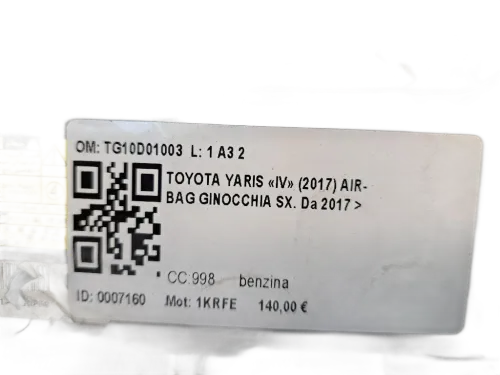 OM: TG10D01003 L: 1 A3 2
TOYOTA YARIS «IV» (2017) AIR-
BAG GINOCCHIA SX. Da 2017 >
CC:998 benzina
ID: 0007160 Mot: 1KRFE 140,00 €